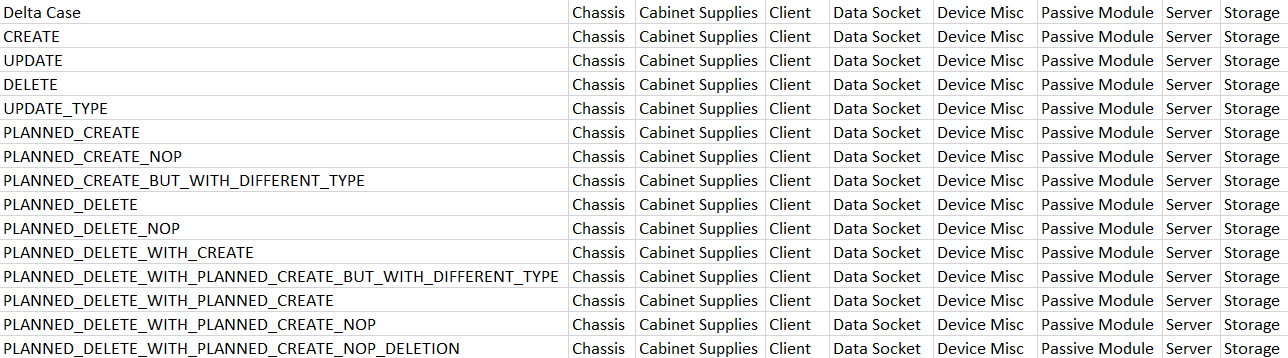 Delta Case Chassis Cabinet Supplies Client Data Socket Device Misc Passive Module Server Storage
CREATE Chassis Cabinet Supplies Client Data Socket Device Misc Passive Module Server Storage
UPDATE Chassis Cabinet Supplies Client Data Socket Device Misc Passive Module Server Storage
DELETE Chassis Cabinet Supplies Client Data Socket Device Misc Passive Module Server Storage
UPDATE_TYPE Chassis Cabinet Supplies Client Data Socket Device Misc Passive Module Server Storage
PLANNED_CREATE Chassis Cabinet Supplies Client Data Socket Device Misc Passive Module Server Storage
PLANNED_CREATE_NOP Chassis Cabinet Supplies Client Data Socket Device Misc Passive Module Server Storage
PLANNED_CREATE_BUT_WITH_DIFFERENT_TYPE Chassis Cabinet Supplies Client Data Socket Device Misc Passive Module Server Storage
PLANNED_DELETE Chassis Cabinet Supplies Client Data Socket Device Misc Passive Module Server Storage
PLANNED_DELETE_NOP Chassis Cabinet Supplies Client Data Socket Device Misc Passive Module Server Storage
PLANNED_DELETE_WITH_CREATE Chassis Cabinet Supplies Client Data Socket Device Misc Passive Module Server Storage
PLANNED_DELETE_WITH_PLANNED_CREATE_BUT_WITH_DIFFERENT_TYPE Chassis Cabinet Supplies Client Data Socket Device Misc Passive Module Server Storage
PLANNED_DELETE_WITH_PLANNED_CREATE Chassis Cabinet Supplies Client Data Socket Device Misc Passive Module Server Storage
PLANNED_DELETE_WITH_PLANNED_CREATE_NOP Chassis Cabinet Supplies Client Data Socket Device Misc Passive Module Server Storage
PLANNED_DELETE_WITH_PLANNED_CREATE_NOP_DELETION Chassis Cabinet Supplies Client Data Socket Device Misc Passive Module Server Storage